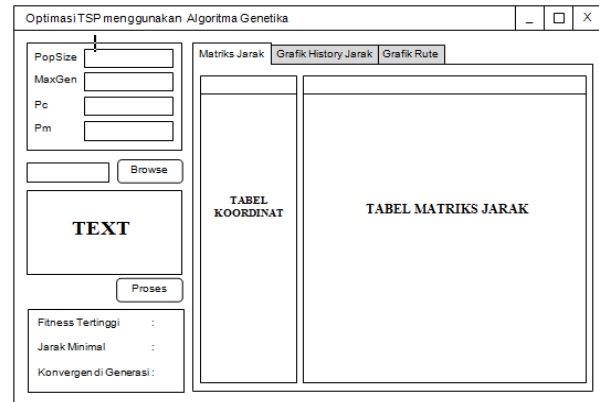 Optimasi TSP menggunakan Algoritma Genetika
_ X
PopSize
MaxGen
Pc
Pm
Browse
TEXT
Proses
Fitness Tertinggi :
Jarak Minimal :
Konvergen di Generasi :
Matriks Jarak Grafik History Jarak Grafik Rute
TABEL
KOORDINAT
TABEL MATRIKS JARAK